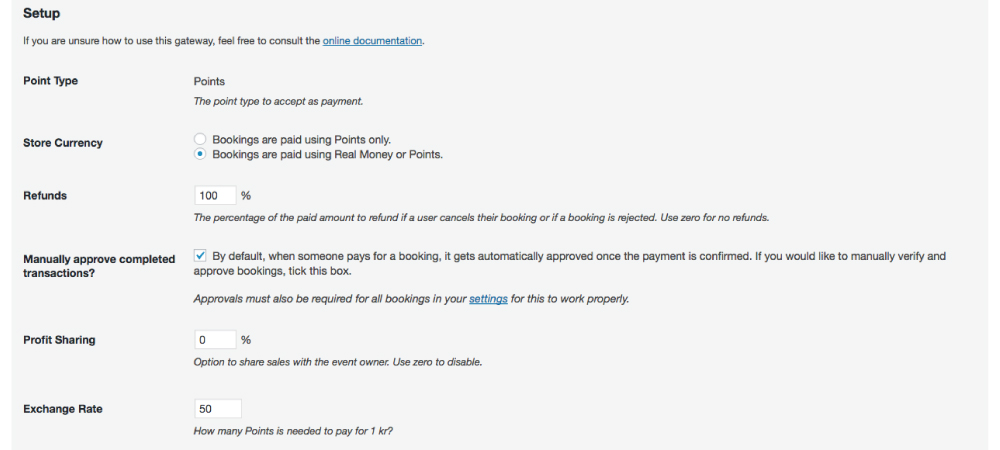 Setup
If you are unsure how to use this gateway, feel free to consult the online documentation.
Point Type
Points
The point type to accept as payment.
Store Currency
Bookings are paid using Points only.
Bookings are paid using Real Money or Points.
Refunds
100 %
The percentage of the paid amount to refund if a user cancels their booking or if a booking is rejected. Use zero for no refunds.
Manually approve completed
transactions?
By default, when someone pays for a booking, it gets automatically approved once the payment is confirmed. If you would like to manually verify and
approve bookings, tick this box.
Approvals must also be required for all bookings in your settings for this to work properly.
Profit Sharing
0 %
Option to share sales with the event owner. Use zero to disable.
Exchange Rate
50
How many Points is needed to pay for 1 kr?